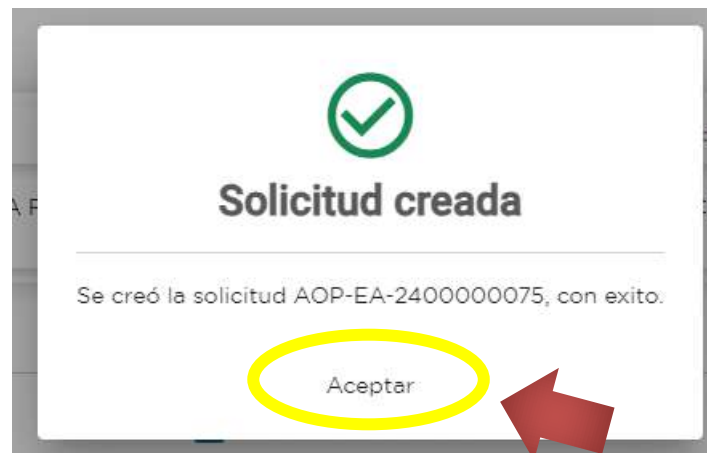 Solicitud creada
Se creó la solicitud AOP-EA-2400000075, con exito.
Aceptar